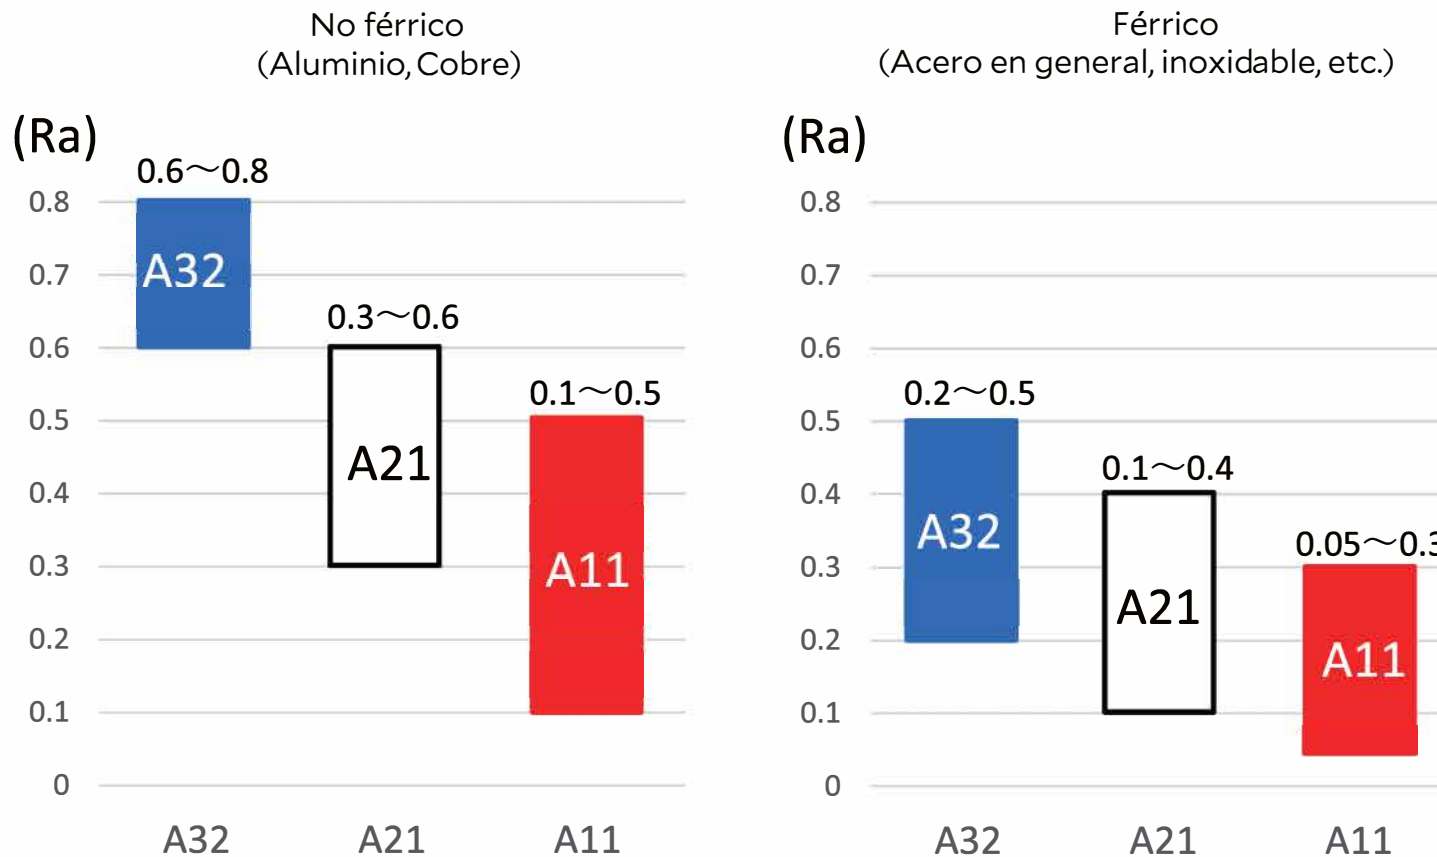 No férrico
(Aluminio, Cobre)
(Ra)
0.6～0.8
0.8
0.7
0.6
0.5
0.4
0.3
0.2
0.1
0
A32
0.3～0.6
A21
0.1～0.5
A11
A32
A21
A11
Férrico
(Acero en general, inoxidable, etc.)
(Ra)
0.8
0.7
0.6
0.5
0.4
0.3
0.2
0.1
0
0.2～0.5
A32
0.1～0.4
A21
0.05～0.3
A11
A32
A21
A11